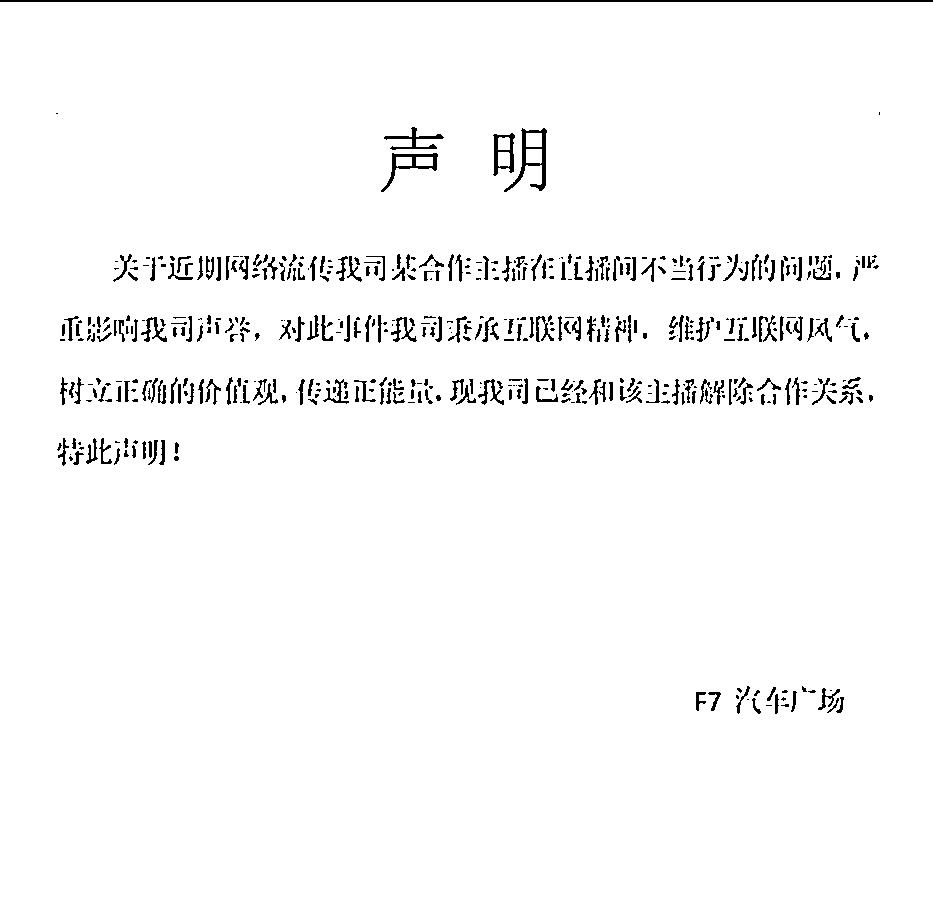 声 明
关于近期网络流传我司某合作主播在直播间不当行为的问题，严
重影响我司声誉，对此事件我司秉承互联网精神，维护互联网风气，
树立正确的价值观，传递正能量，现我司已经和该主播解除合作关系，
特此声明！
F7 汽车广场